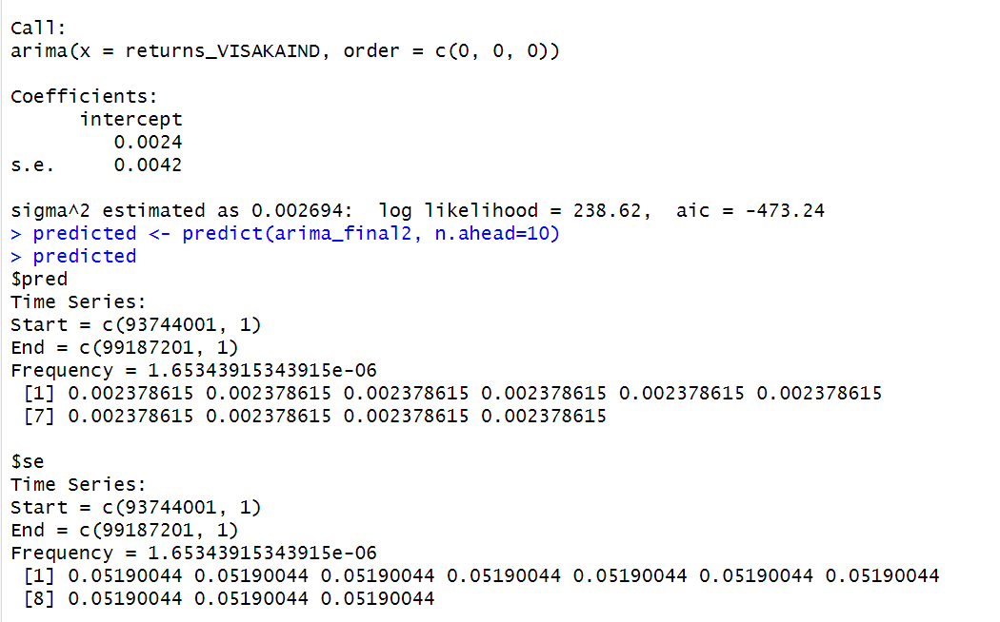 Call:
arima(x = returns_VISAKAIND, order = c(0, 0, 0))
Coefficients:
intercept
0.0024
s.e. 0.0042
sigma^2 estimated as 0.002694: log likelihood = 238.62, aic = -473.24
> predicted <- predict(arima_final2, n.ahead=10)
> predicted
$pred
Time Series:
Start = c(93744001, 1)
End = c(99187201, 1)
Frequency = 1.65343915343915e-06
[1] 0.002378615 0.002378615 0.002378615 0.002378615 0.002378615 0.002378615
[7] 0.002378615 0.002378615 0.002378615 0.002378615
$se
Time Series:
Start = c(93744001, 1)
End = c(99187201, 1)
Frequency = 1.65343915343915e-06
[1] 0.05190044 0.05190044 0.05190044 0.05190044 0.05190044 0.05190044 0.05190044
[8] 0.05190044 0.05190044 0.05190044